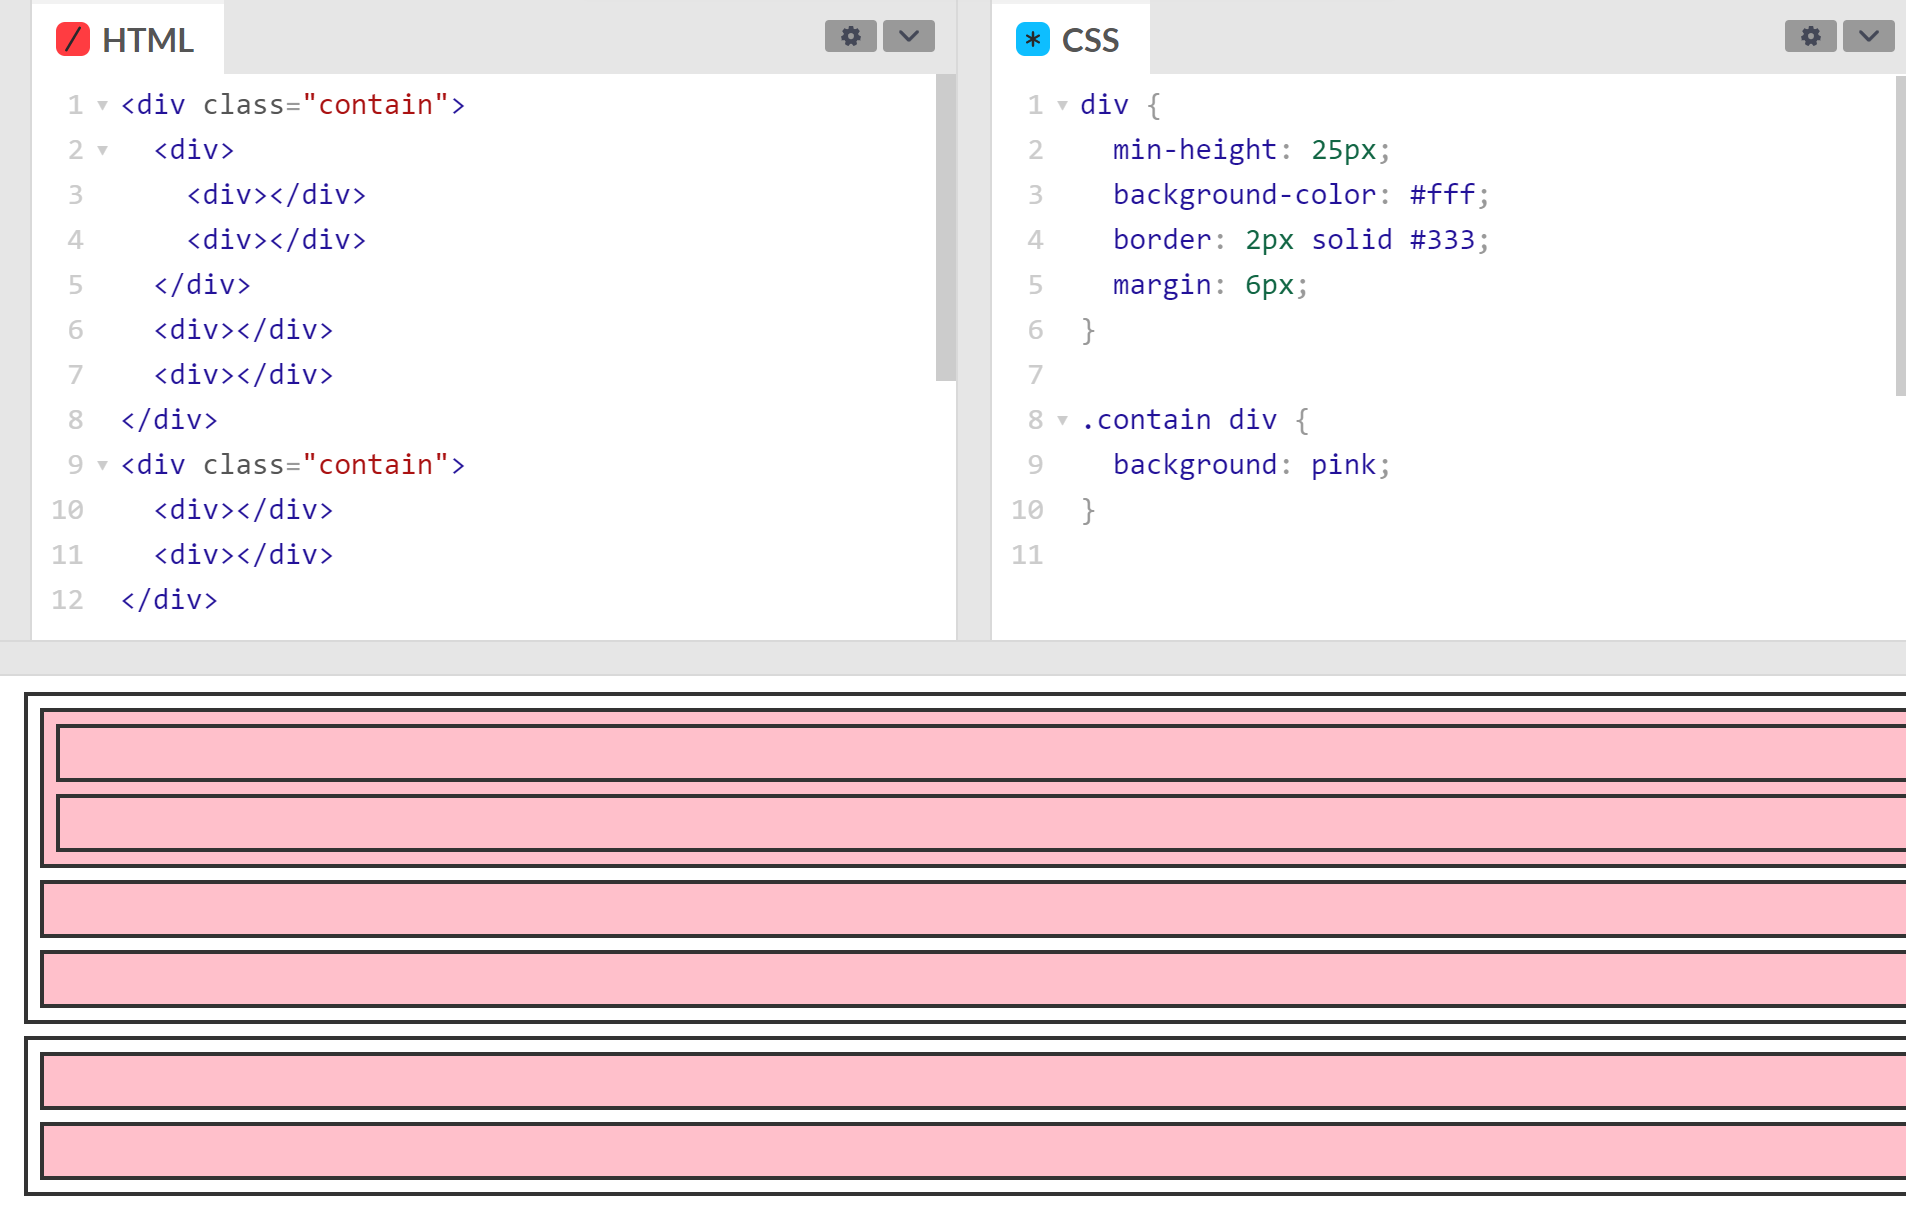 HTML
1 <div class="contain">
2 <div>
3 <div></div>
4 <div></div>
5 </div>
6 <div></div>
7 <div></div>
8 </div>
9 <div class="contain">
10 <div></div>
11 <div></div>
12 </div>
* CSS
1 div {
2 min-height: 25px;
3 background-color: #fff;
4 border: 2px solid #333;
5 margin: 6px;
6 }
7
8 .contain div {
9 background: pink;
10 }
11